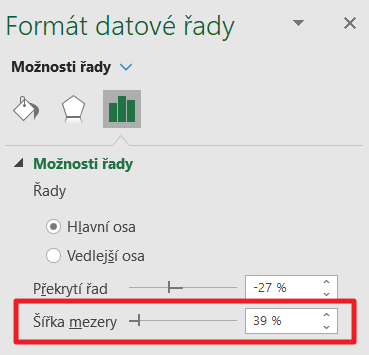 Formát datové řady
Možnosti řady
Možnosti řady
Řady
Hlavní osa
Vedlejší osa
Překrytí řad -27 %
Šířka mezery 39 %